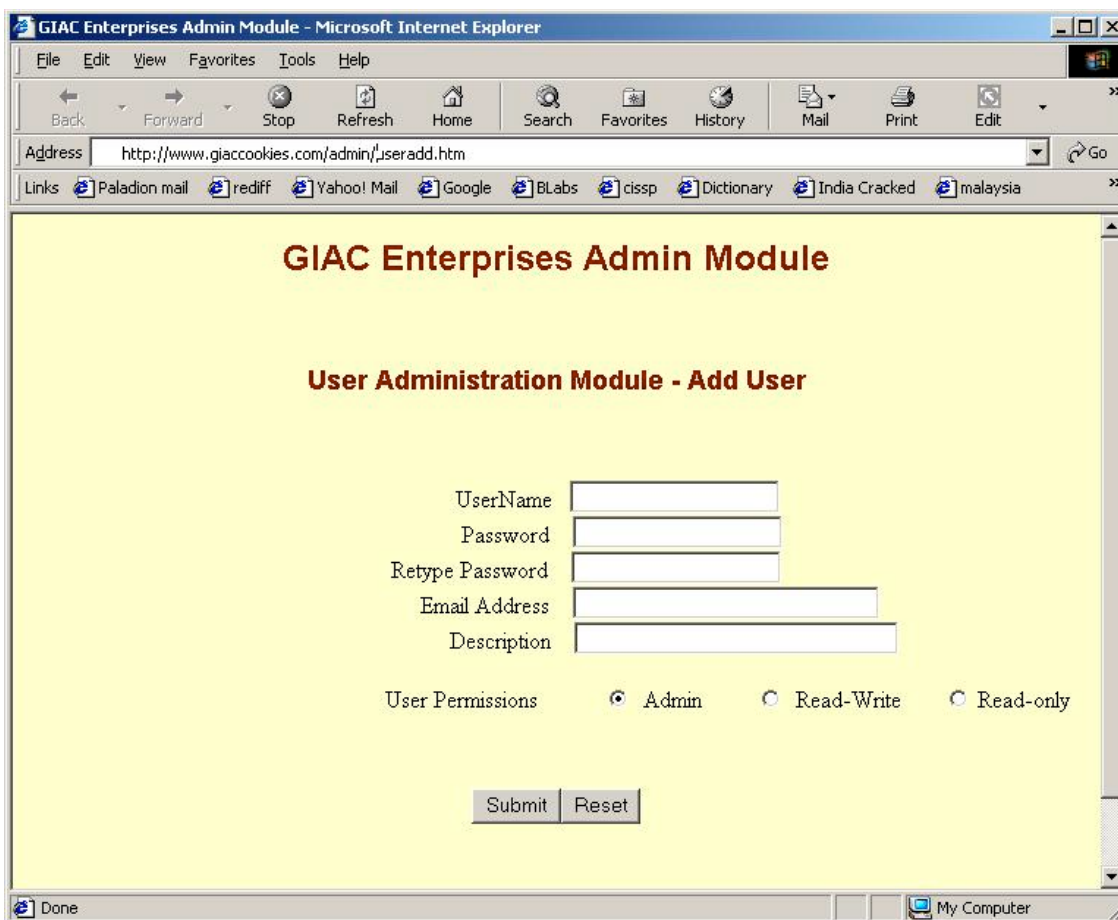 GIAC Enterprises Admin Module - Microsoft Internet Explorer
File Edit View Favorites Tools Help
Back Forward Stop Refresh Home Search Favorites History Mail Print Edit »
Address http://www.giaccookies.com/admin/useradd.htm Go
Links Paladion mail rediff Yahoo! Mail Google BLabs cissp Dictionary India Cracked malaysia »
GIAC Enterprises Admin Module
User Administration Module - Add User
UserName
Password
Retype Password
Email Address
Description
User Permissions Admin Read-Write Read-only
Submit Reset
Done My Computer